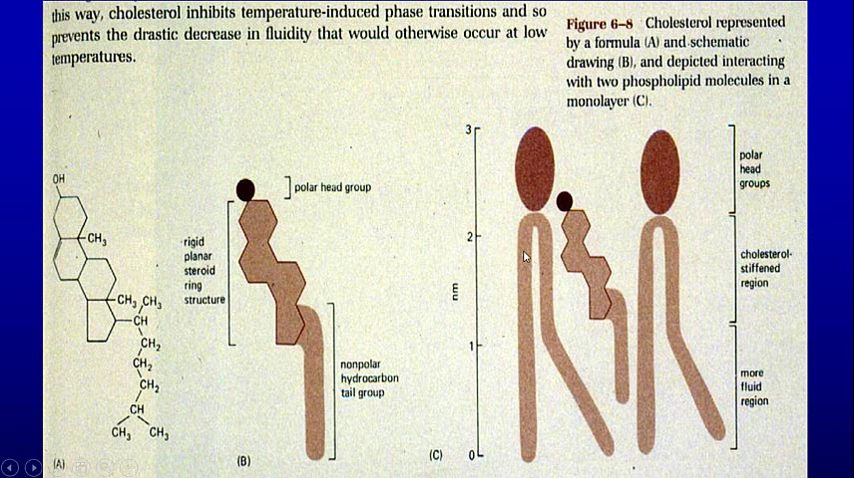 this way, cholesterol inhibits temperature-induced phase transitions and so
prevents the drastic decrease in fluidity that would otherwise occur at low
temperatures.
Figure 6–8 Cholesterol represented
by a formula (A) and schematic
drawing (B), and depicted interacting
with two phospholipid molecules in a
monolayer (C).
OH
CH3
CH3 CH3
CH
CH2
CH2
CH2
CH
CH3 CH3
(A)
polar head group
rigid
planar
steroid
ring
structure
nonpolar
hydrocarbon
tail group
(B)
3
2
nm
1
0
(C)
polar
head
groups
cholesterol-
stiffened
region
more
fluid
region